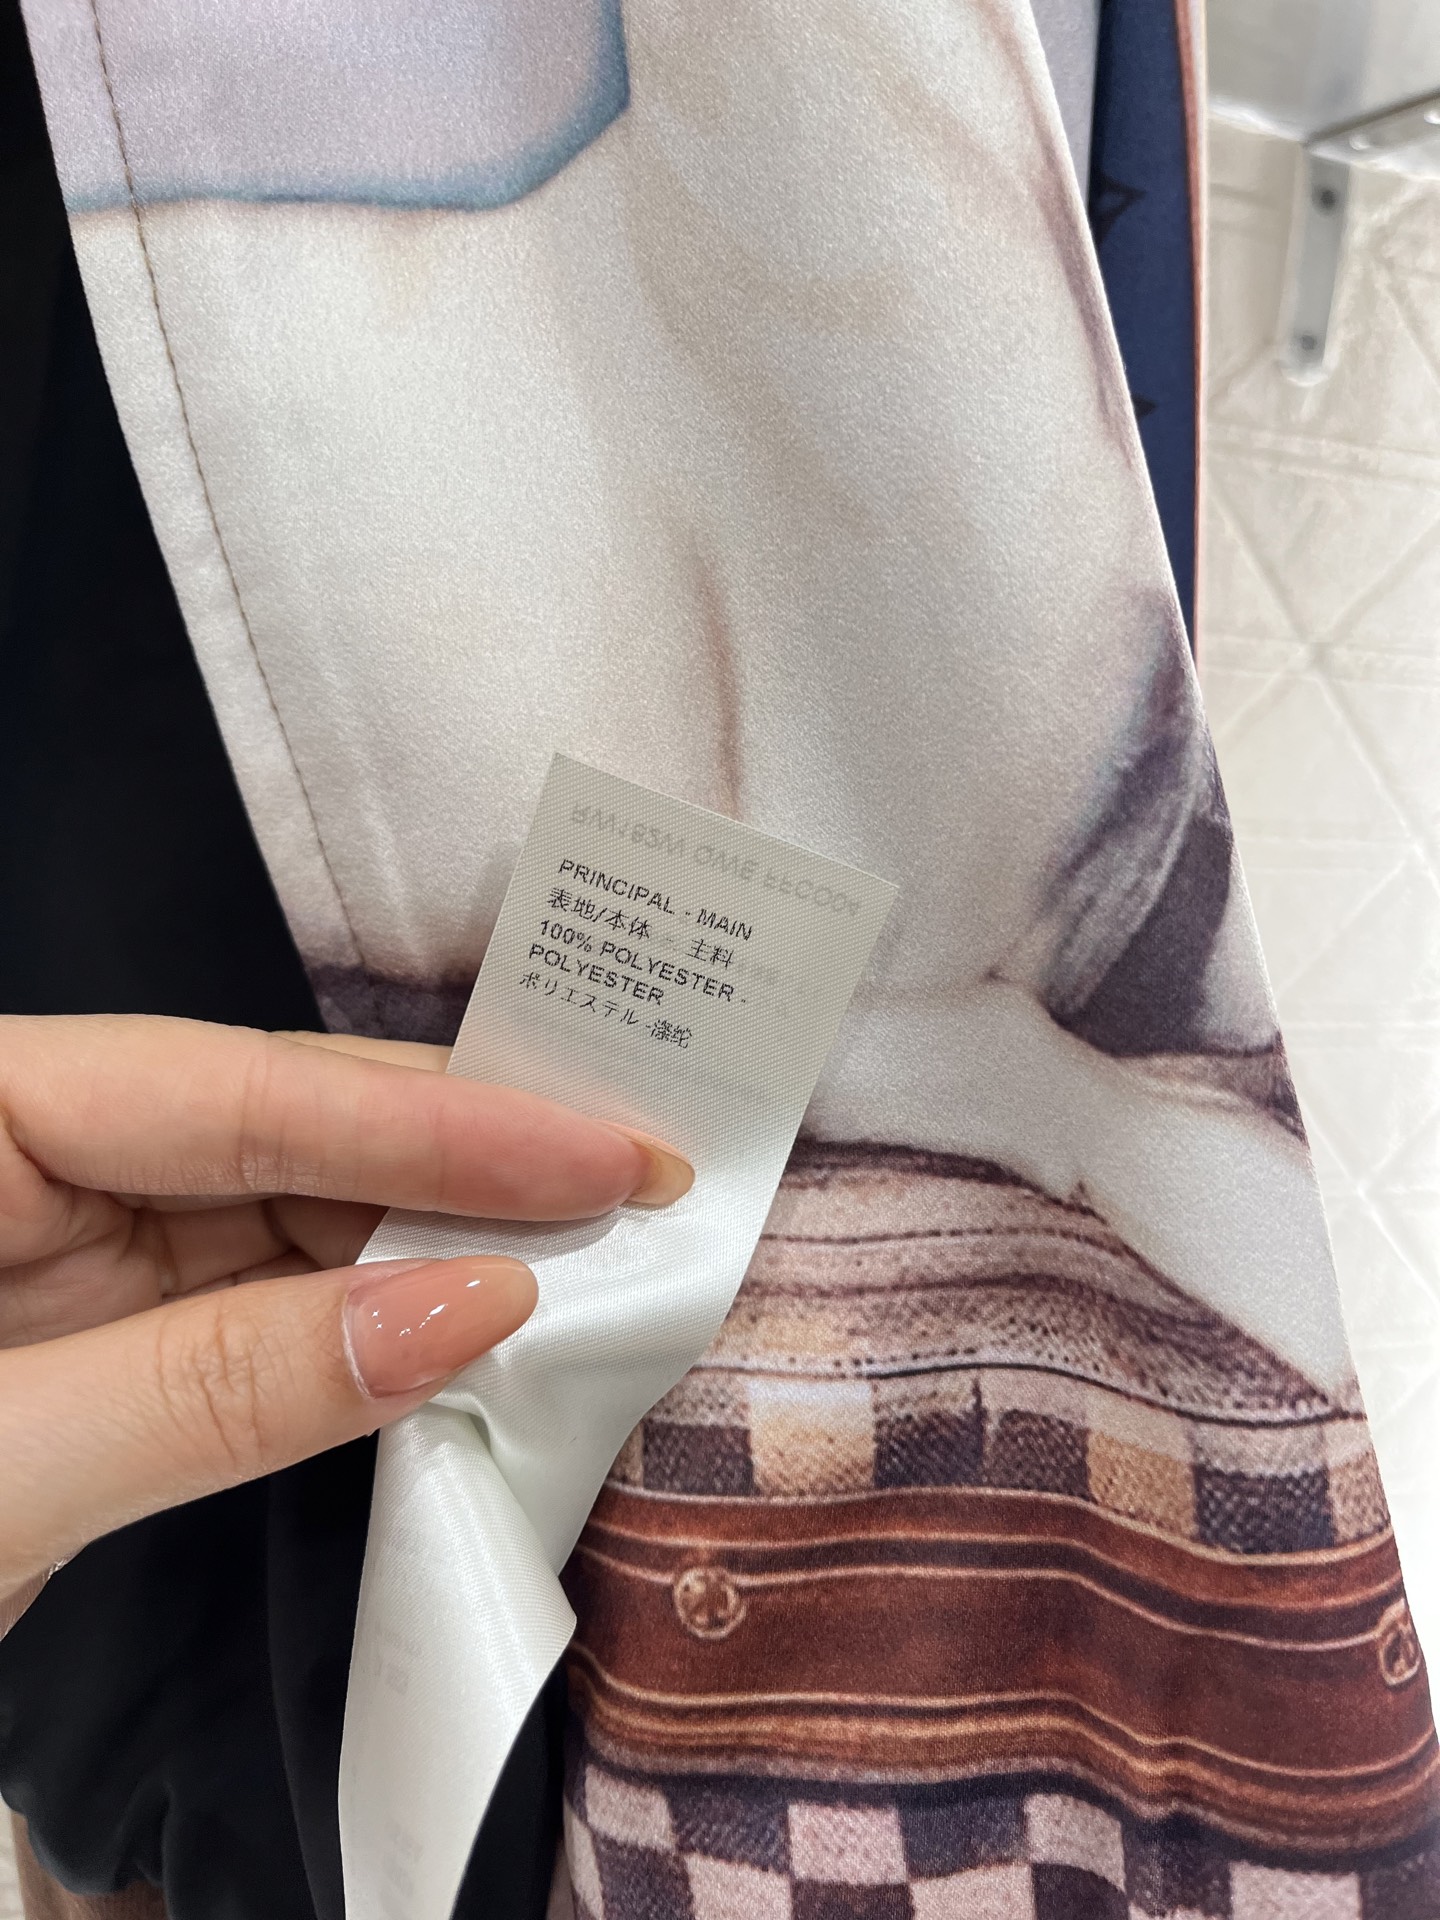 PRINCIPAL - MAIN
表地/本体 - 主料
100% POLYESTER -
POLYESTER
ポリエステル -涤纶